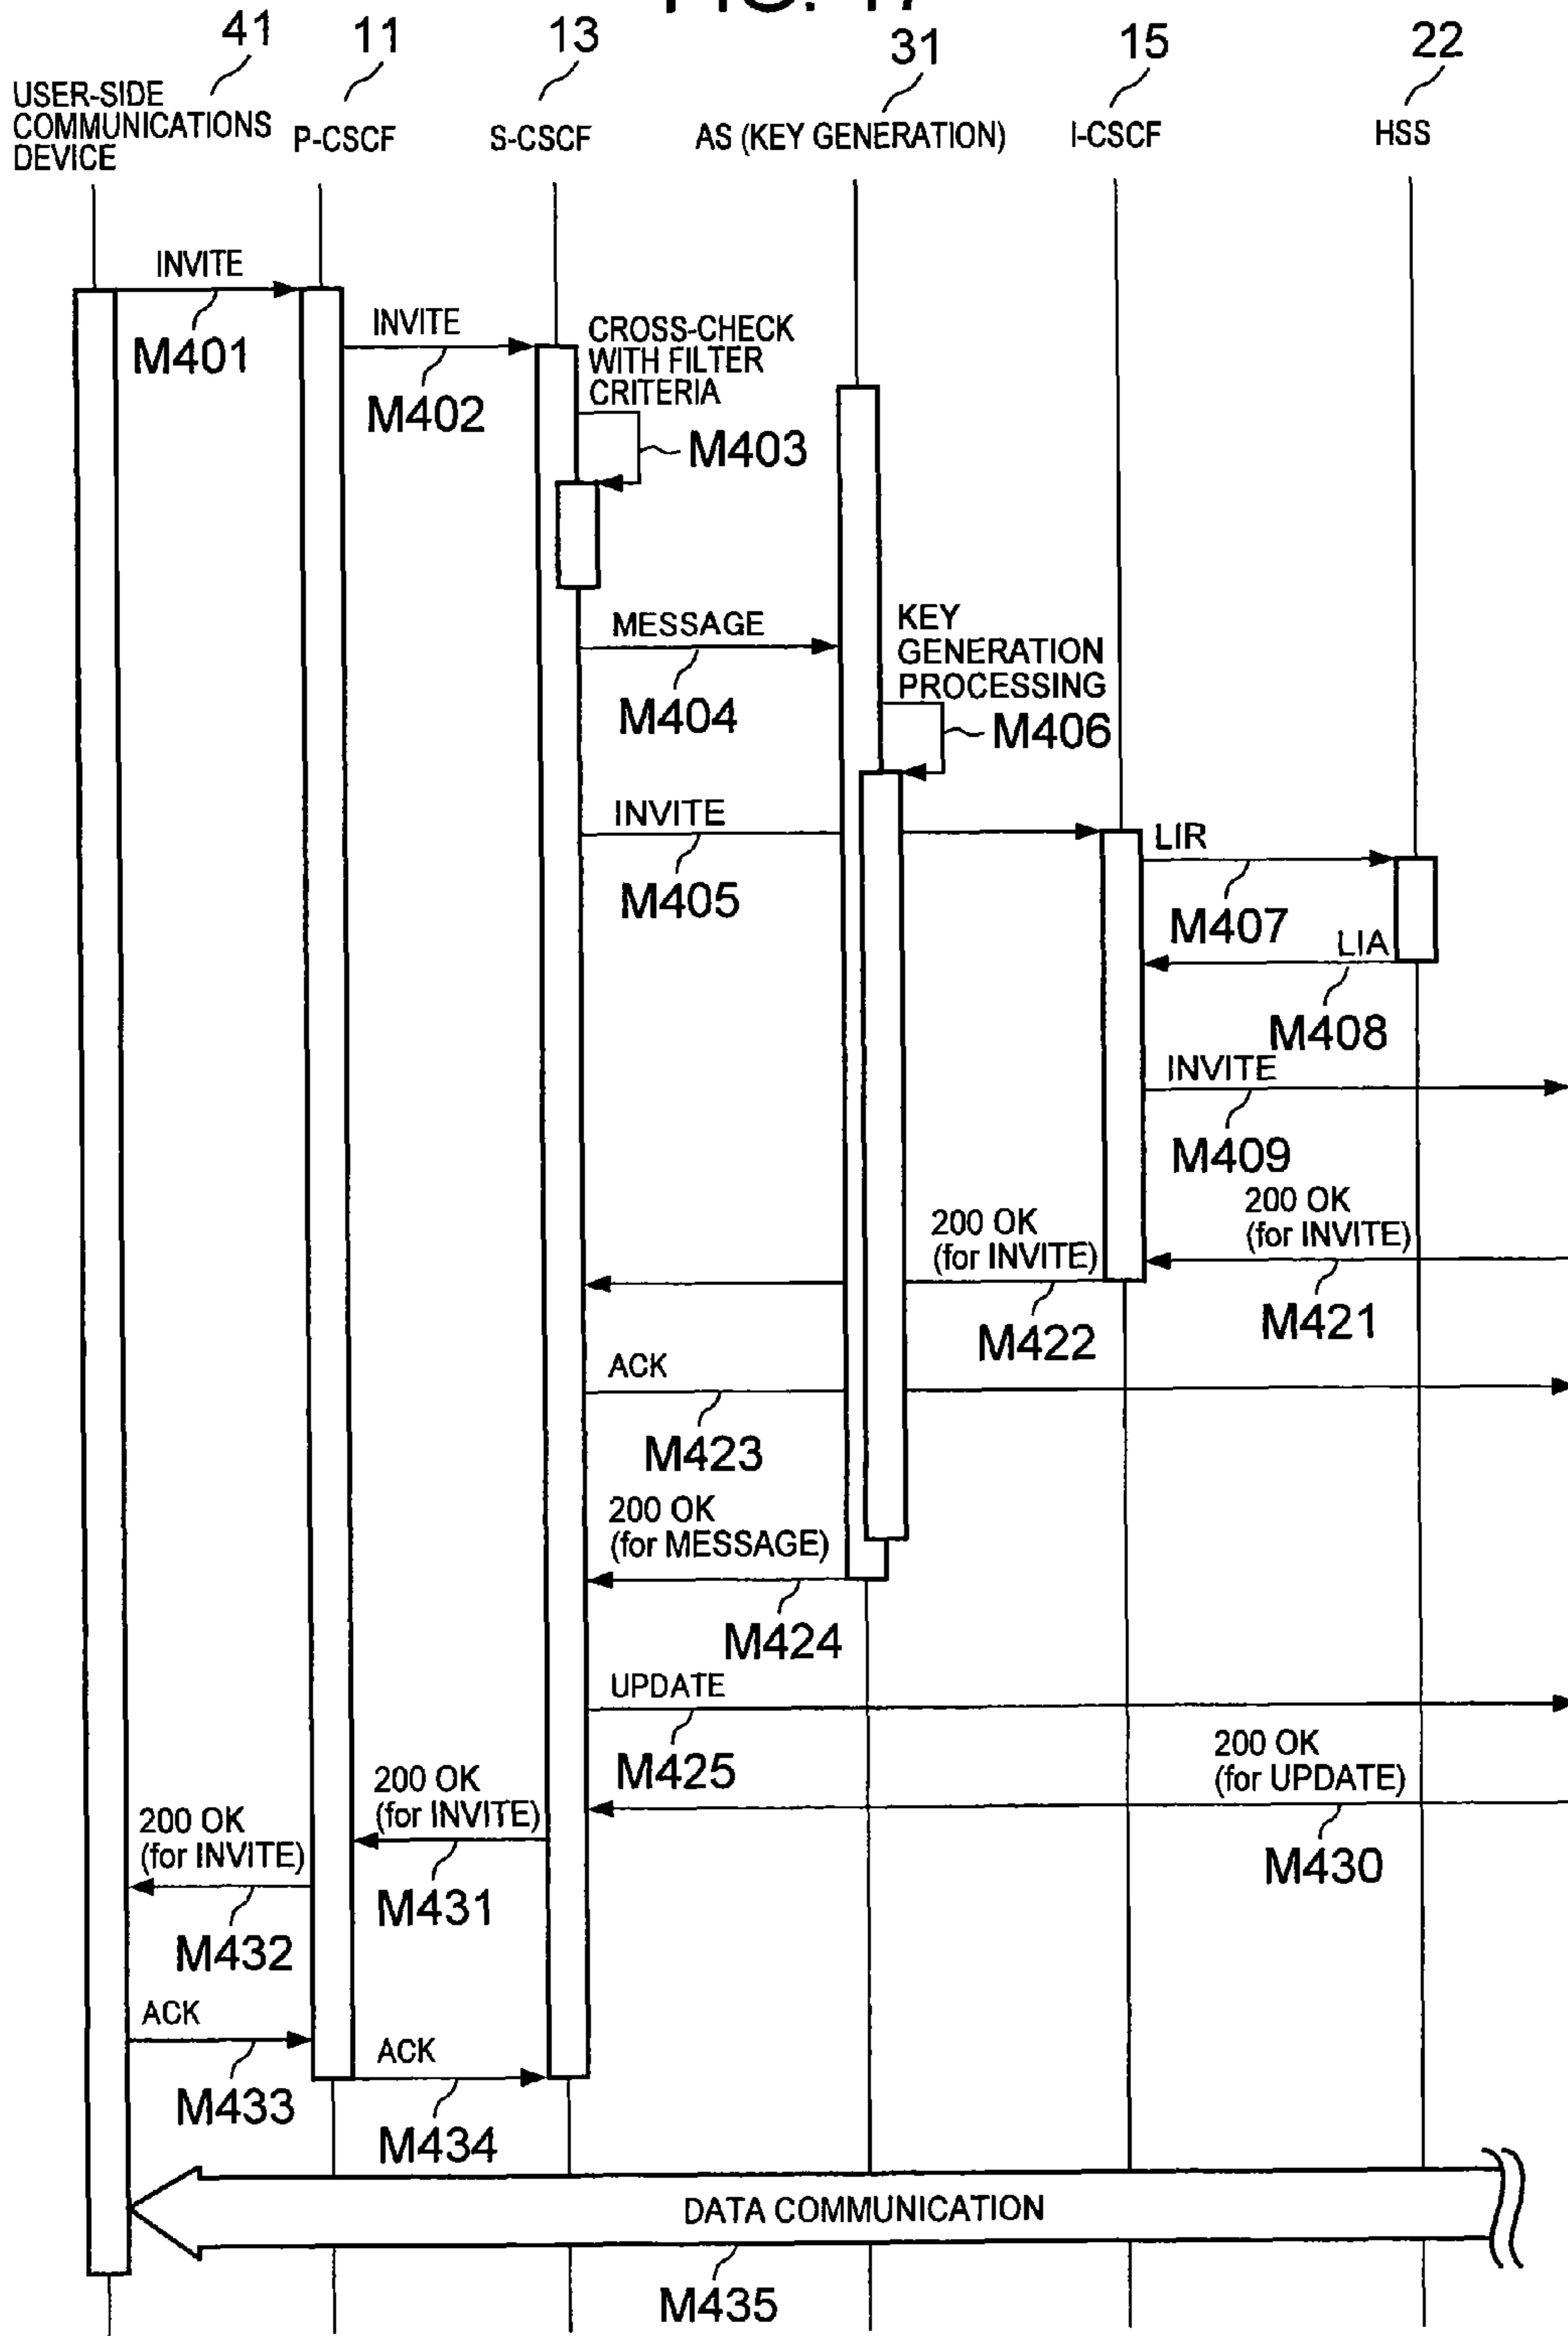 41
11
13
31
15
22
USER-SIDE
COMMUNICATIONS
DEVICE
P-CSCF
S-CSCF
AS (KEY GENERATION)
I-CSCF
HSS
INVITE
M401
INVITE
M402
CROSS-CHECK
WITH FILTER
CRITERIA
M403
MESSAGE
M404
KEY
GENERATION
PROCESSING
M406
INVITE
M405
LIR
M407
LIA
M408
INVITE
M409
200 OK
(for INVITE)
M421
200 OK
(for INVITE)
M422
ACK
M423
200 OK
(for MESSAGE)
M424
UPDATE
M425
200 OK
(for UPDATE)
M430
200 OK
(for INVITE)
M431
200 OK
(for INVITE)
M432
ACK
M433
ACK
M434
DATA COMMUNICATION
M435